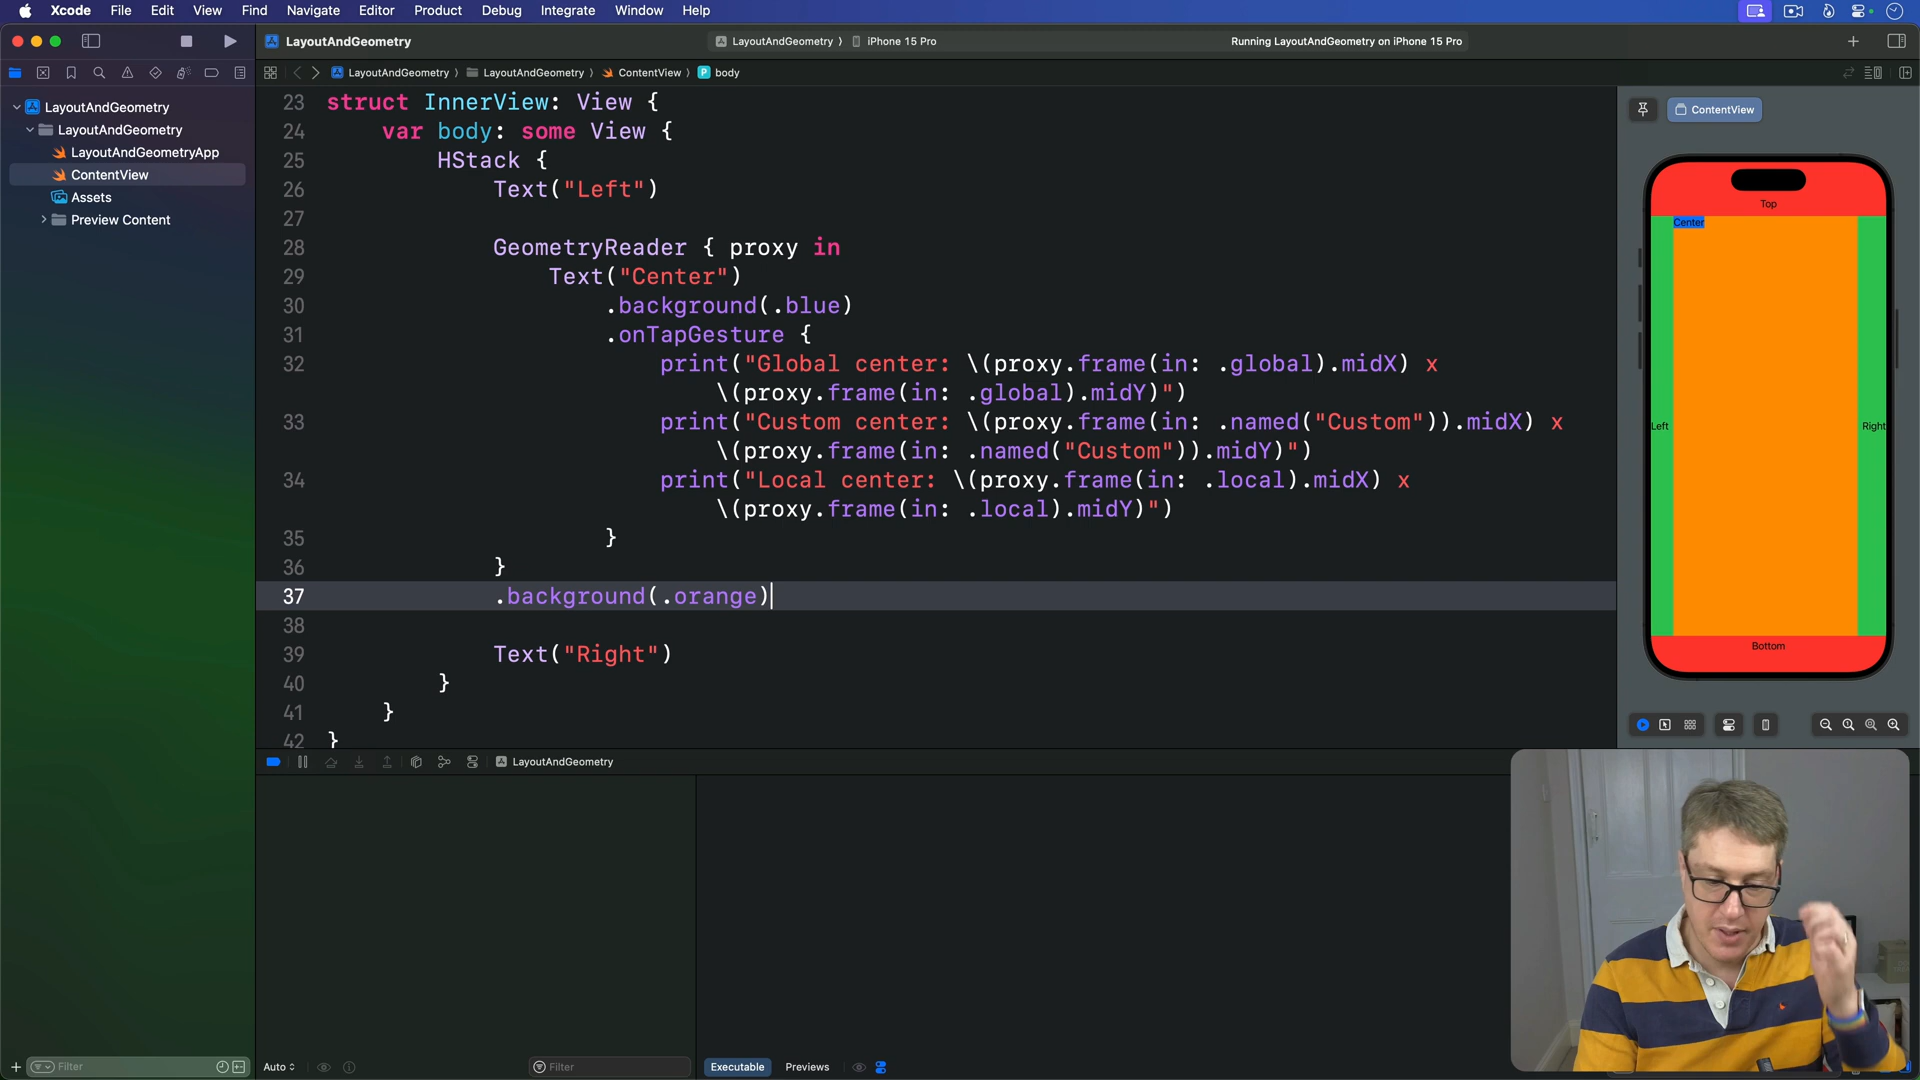 Xcode File Edit View Find Navigate Editor Product Debug Integrate Window Help
LayoutAndGeometry
LayoutAndGeometry ⟩ iPhone 15 Pro
Running LayoutAndGeometry on iPhone 15 Pro
LayoutAndGeometry ⟩ LayoutAndGeometry ⟩ ContentView ⟩ P body
LayoutAndGeometry
LayoutAndGeometry
LayoutAndGeometryApp
ContentView
Assets
Preview Content
23 struct InnerView: View {
24 var body: some View {
25 HStack {
26 Text("Left")
27
28 GeometryReader { proxy in
29 Text("Center")
30 .background(.blue)
31 .onTapGesture {
32 print("Global center: \(proxy.frame(in: .global).midX) x
\(proxy.frame(in: .global).midY)")
33 print("Custom center: \(proxy.frame(in: .named("Custom")).midX) x
\(proxy.frame(in: .named("Custom")).midY)")
34 print("Local center: \(proxy.frame(in: .local).midX) x
\(proxy.frame(in: .local).midY)")
35 }
36 }
37 .background(.orange)
38
39 Text("Right")
40 }
41 }
42 }
ContentView
Top
Center
Left
Right
Bottom
LayoutAndGeometry
Filter
Auto
Filter
Executable
Previews